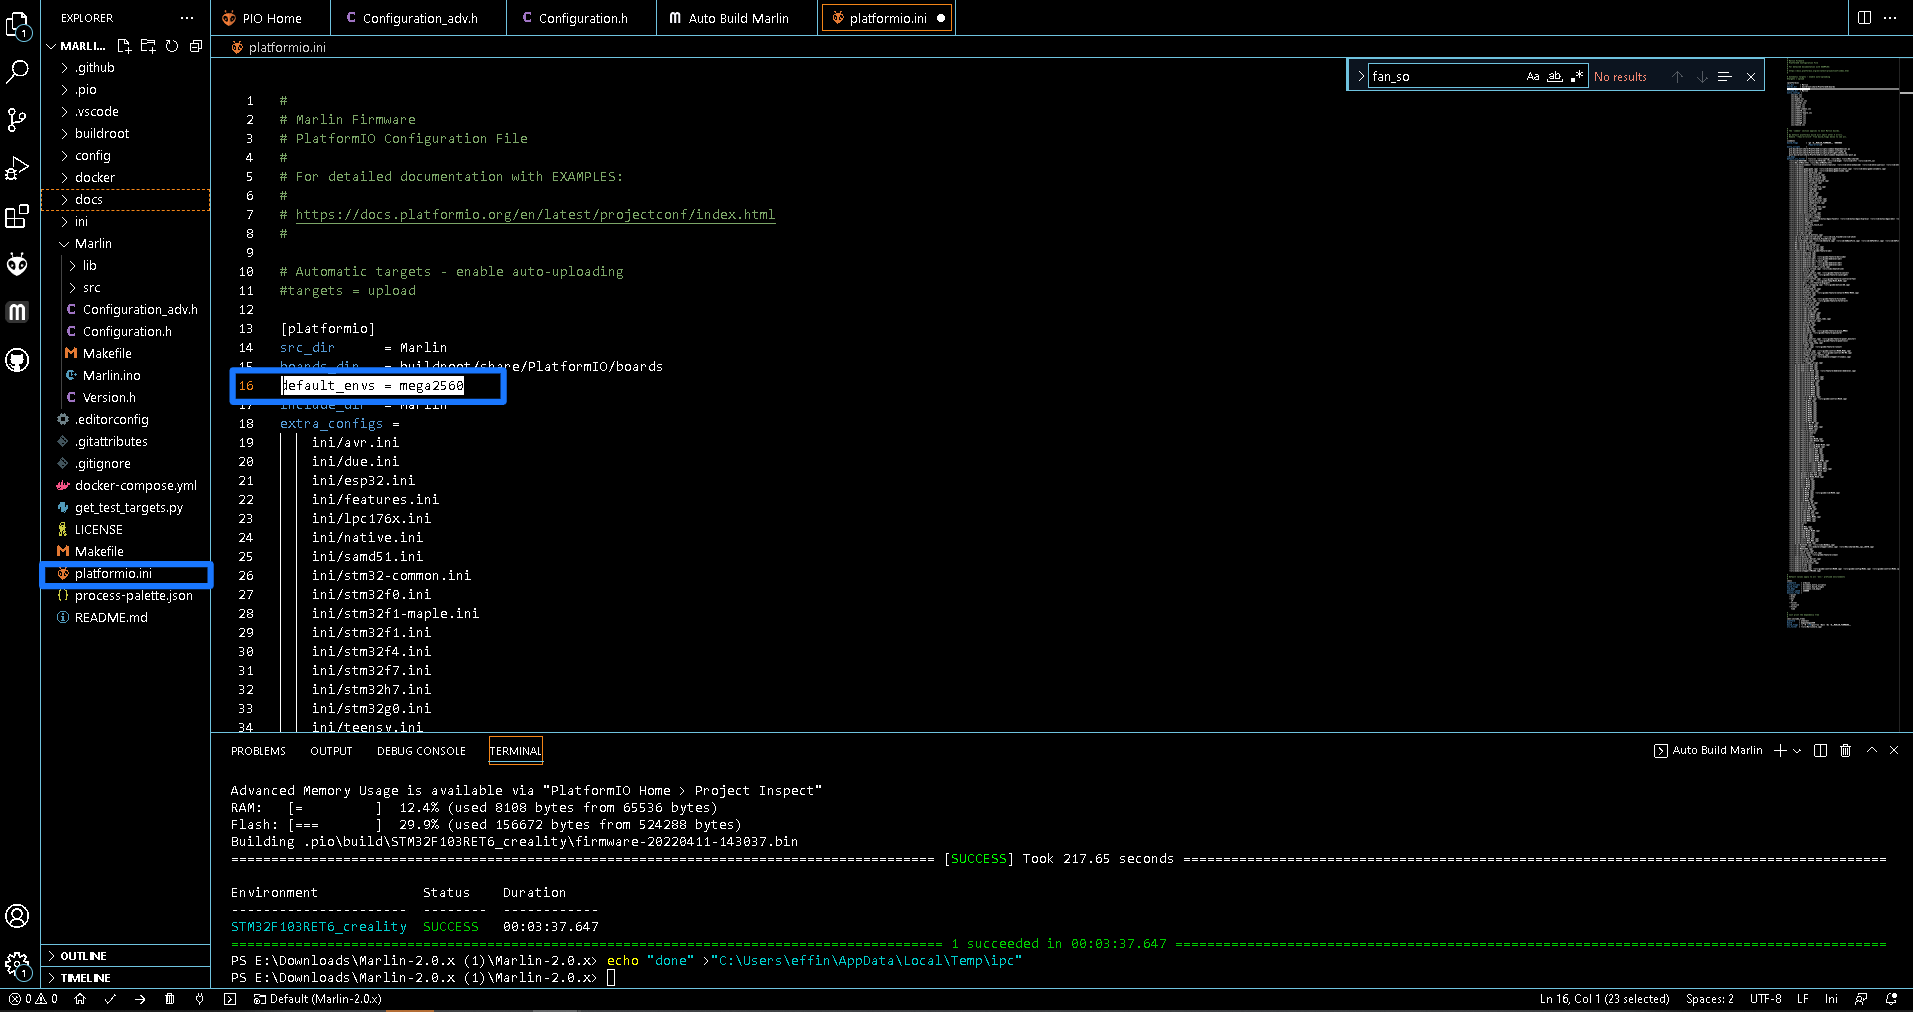 EXPLORER
PIO Home
Configuration_adv.h
Configuration.h
Auto Build Marlin
platformio.ini
MARLI...
.github
.pio
.vscode
buildroot
config
docker
docs
ini
Marlin
lib
src
Configuration_adv.h
Configuration.h
Makefile
Marlin.ino
Version.h
.editorconfig
.gitattributes
.gitignore
docker-compose.yml
get_test_targets.py
LICENSE
Makefile
platformio.ini
process-palette.json
README.md
OUTLINE
TIMELINE
platformio.ini
fan_so
Aa
ab
No results
1 #
2 # Marlin Firmware
3 # PlatformIO Configuration File
4 #
5 # For detailed documentation with EXAMPLES:
6 #
7 # https://docs.platformio.org/en/latest/projectconf/index.html
8 #
9
10 # Automatic targets - enable auto-uploading
11 #targets = upload
12
13 [platformio]
14 src_dir = Marlin
15 boards_dir = buildroot/share/PlatformIO/boards
16 default_envs = mega2560
17 include_dir = Marlin
18 extra_configs =
19 ini/avr.ini
20 ini/due.ini
21 ini/esp32.ini
22 ini/features.ini
23 ini/lpc176x.ini
24 ini/native.ini
25 ini/samd51.ini
26 ini/stm32-common.ini
27 ini/stm32f0.ini
28 ini/stm32f1-maple.ini
29 ini/stm32f1.ini
30 ini/stm32f4.ini
31 ini/stm32f7.ini
32 ini/stm32h7.ini
33 ini/stm32g0.ini
34 ini/teensy.ini
PROBLEMS OUTPUT DEBUG CONSOLE TERMINAL
Auto Build Marlin
Advanced Memory Usage is available via "PlatformIO Home > Project Inspect"
RAM: [= ] 12.4% (used 8108 bytes from 65536 bytes)
Flash: [=== ] 29.9% (used 156672 bytes from 524288 bytes)
Building .pio\build\STM32F103RET6_creality\firmware-20220411-143037.bin
[SUCCESS] Took 217.65 seconds
Environment Status Duration
STM32F103RET6_creality SUCCESS 00:03:37.647
1 succeeded in 00:03:37.647
PS E:\Downloads\Marlin-2.0.x (1)\Marlin-2.0.x> echo "done" >"C:\Users\effin\AppData\Local\Temp\ipc"
PS E:\Downloads\Marlin-2.0.x (1)\Marlin-2.0.x>
0 0 Default (Marlin-2.0.x) Ln 16, Col 1 (23 selected) Spaces: 2 UTF-8 LF Ini